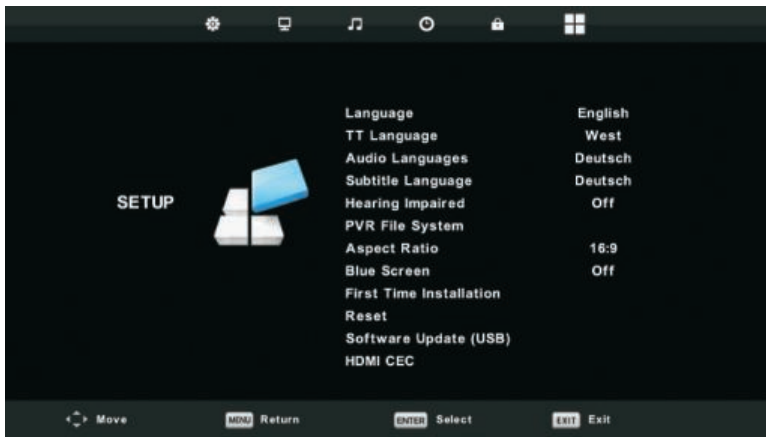 SETUP
Language English
TT Language West
Audio Languages Deutsch
Subtitle Language Deutsch
Hearing Impaired Off
PVR File System
Aspect Ratio 16:9
Blue Screen Off
First Time Installation
Reset
Software Update (USB)
HDMI CEC
Move MENU Return ENTER Select EXIT Exit